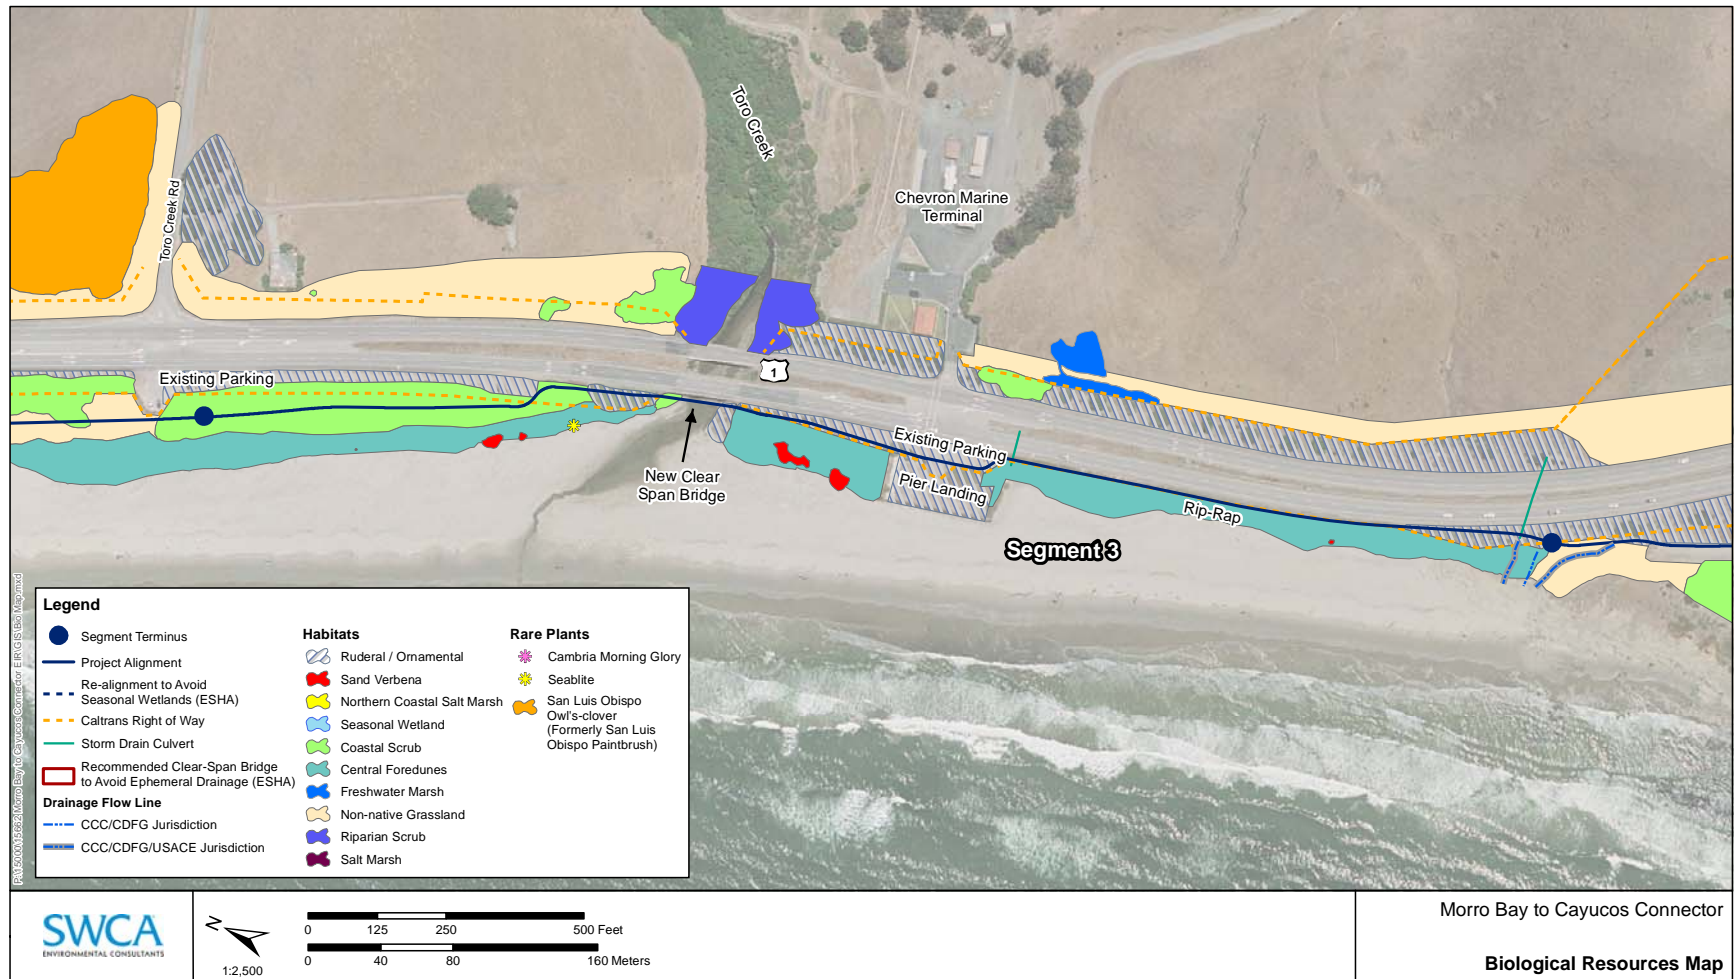 Toro Creek
Toro Creek Rd
Chevron Marine
Terminal
1
Existing Parking
New Clear
Span Bridge
Existing Parking
Pier Landing
Rip-Rap
Segment 3
Legend
Segment Terminus
Project Alignment
Re-alignment to Avoid
Seasonal Wetlands (ESHA)
Caltrans Right of Way
Storm Drain Culvert
Recommended Clear-Span Bridge
to Avoid Ephemeral Drainage (ESHA)
Drainage Flow Line
CCC/CDFG Jurisdiction
CCC/CDFG/USACE Jurisdiction
Habitats
Ruderal / Ornamental
Sand Verbena
Northern Coastal Salt Marsh
Seasonal Wetland
Coastal Scrub
Central Foredunes
Freshwater Marsh
Non-native Grassland
Riparian Scrub
Salt Marsh
Rare Plants
Cambria Morning Glory
Seablite
San Luis Obispo
Owl's-clover
(Formerly San Luis
Obispo Paintbrush)
SWCA
ENVIRONMENTAL CONSULTANTS
N
1:2,500
0 125 250 500 Feet
0 40 80 160 Meters
Morro Bay to Cayucos Connector
Biological Resources Map